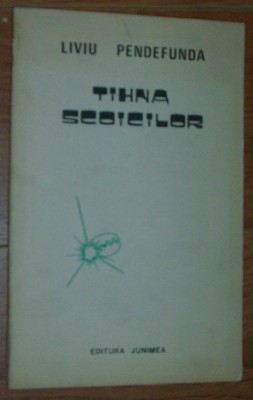 LIVIU PENDEFUNDA
TIHNA
SCOICILOR
EDITURA JUNIMEA